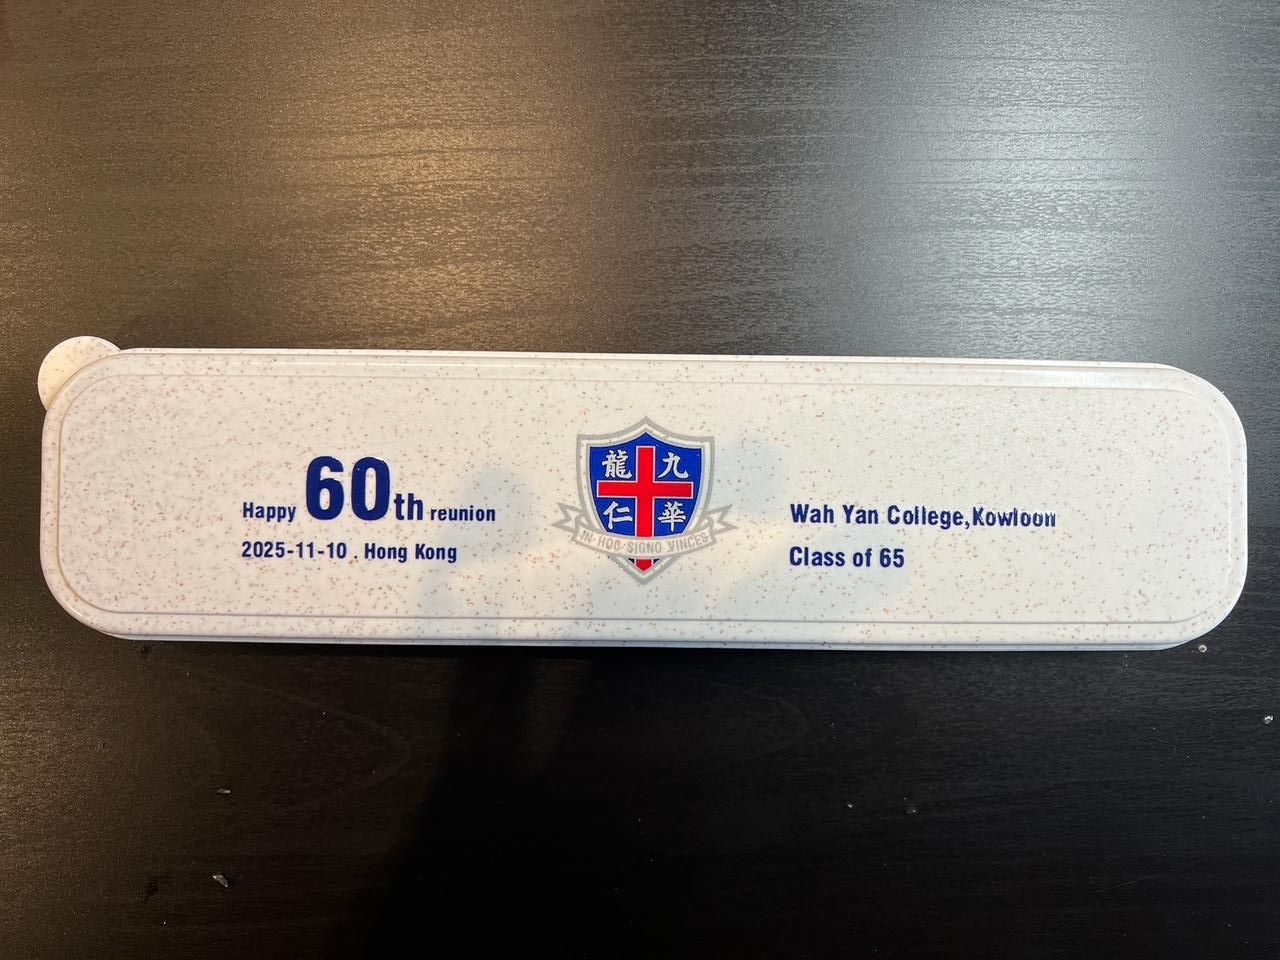 Happy 60th reunion
2025-11-10 . Hong Kong
龍 九
仁 華
IN·HOC·SIGNO VINCES
Wah Yan College,Kowloon
Class of 65